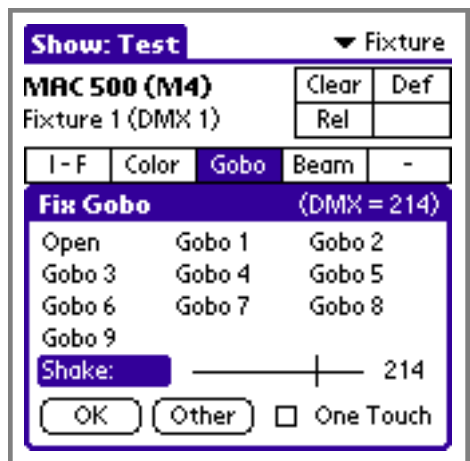 Show: Test ▼ Fixture
MAC 500 (M4) Clear Def
Fixture 1 (DMX 1) Rel
I - F Color Gobo Beam -
Fix Gobo (DMX = 214)
Open Gobo 1 Gobo 2
Gobo 3 Gobo 4 Gobo 5
Gobo 6 Gobo 7 Gobo 8
Gobo 9
Shake: 214
OK Other One Touch